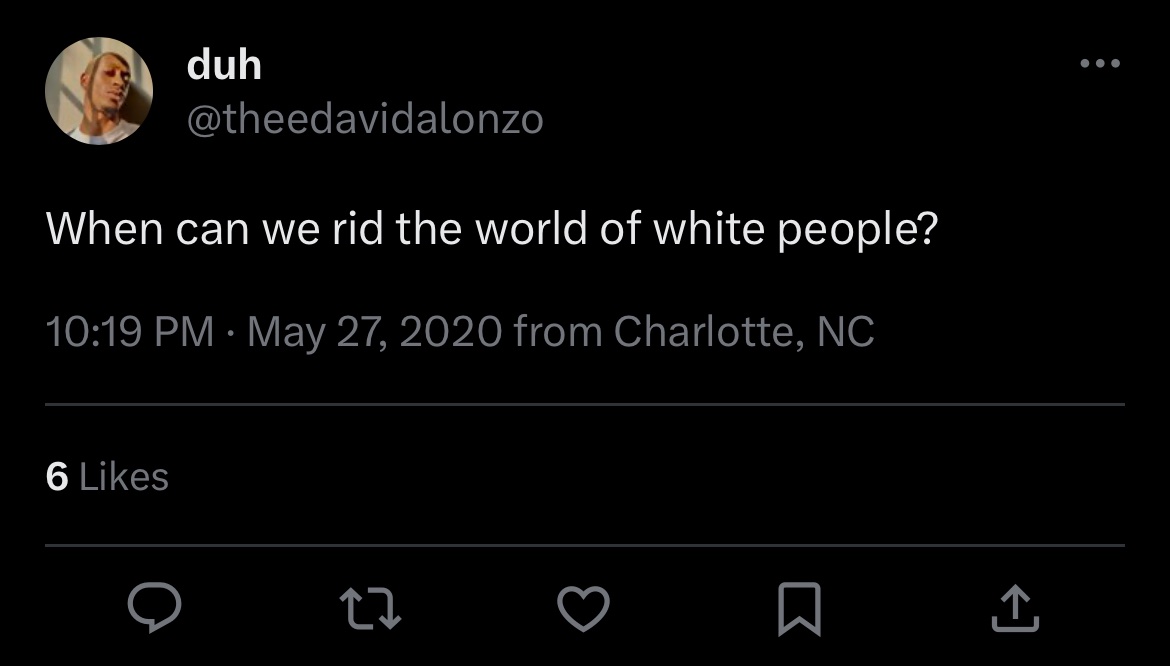 duh
@theedavidalonzo
When can we rid the world of white people?
10:19 PM · May 27, 2020 from Charlotte, NC
6 Likes